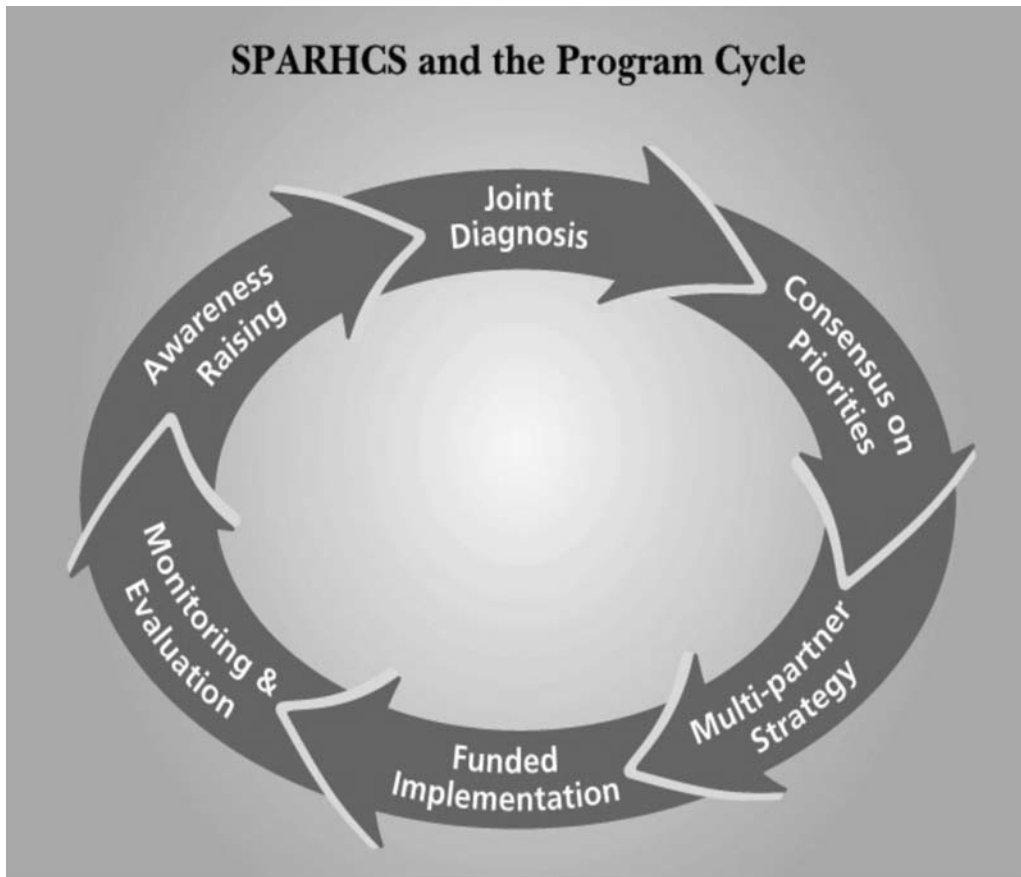 SPARHCS and the Program Cycle
Joint
Diagnosis
Consensus on
Priorities
Multi-partner
Strategy
Funded
Implementation
Monitoring &
Evaluation
Awareness
Raising